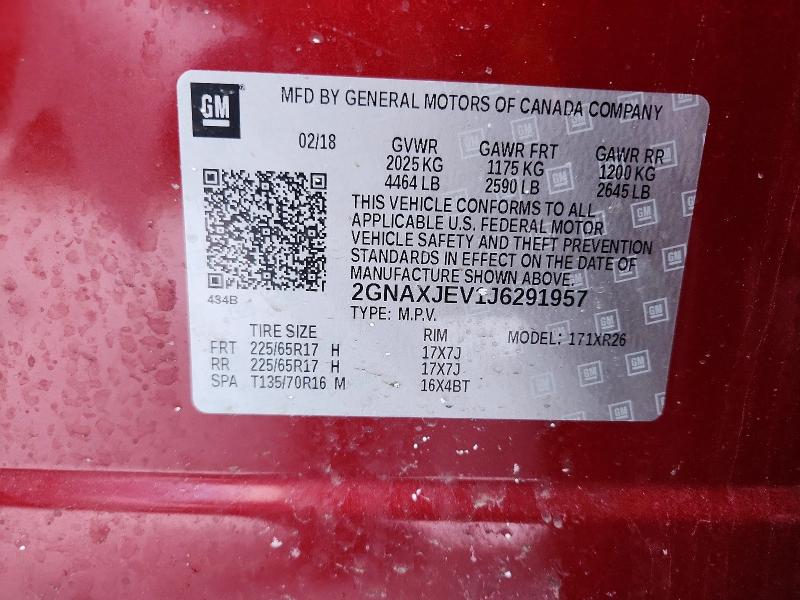 GM
MFD BY GENERAL MOTORS OF CANADA COMPANY
02/18 GVWR GAWR FRT GAWR RR
2025 KG 1175 KG 1200 KG
4464 LB 2590 LB 2645 LB
THIS VEHICLE CONFORMS TO ALL
APPLICABLE U.S. FEDERAL MOTOR
VEHICLE SAFETY AND THEFT PREVENTION
STANDARDS IN EFFECT ON THE DATE OF
MANUFACTURE SHOWN ABOVE.
434B
2GNAXJEV1J6291957
TYPE: M.P.V.
TIRE SIZE RIM MODEL: 171XR26
FRT 225/65R17 H 17X7J
RR 225/65R17 H 17X7J
SPA T135/70R16 M 16X4BT